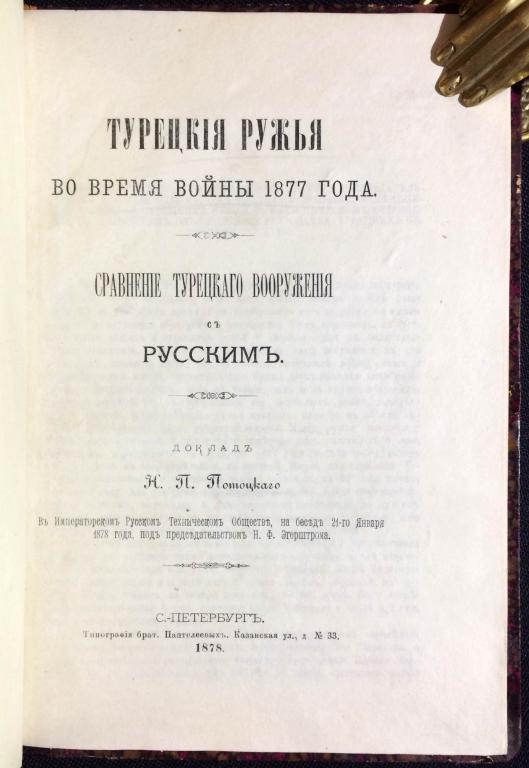 ТУРЕЦКІЯ РУЖЬЯ
ВО ВРЕМЯ ВОЙНЫ 1877 ГОДА.
СРАВНЕНІЕ ТУРЕЦКАГО ВООРУЖЕНІЯ
СЪ
РУССКИМЪ.
ДОКЛАДЪ
Н. П. Потоцкаго
Въ Императорскомъ Русскомъ Техническомъ Обществѣ, на бесѣдѣ 21-го Января
1878 года, подъ предсѣдательствомъ Н. Ф. Эгерштрома.
С.-ПЕТЕРБУРГЪ.
Типографія брат. Пантелеевыхъ. Казанская ул., д. № 33.
1878.